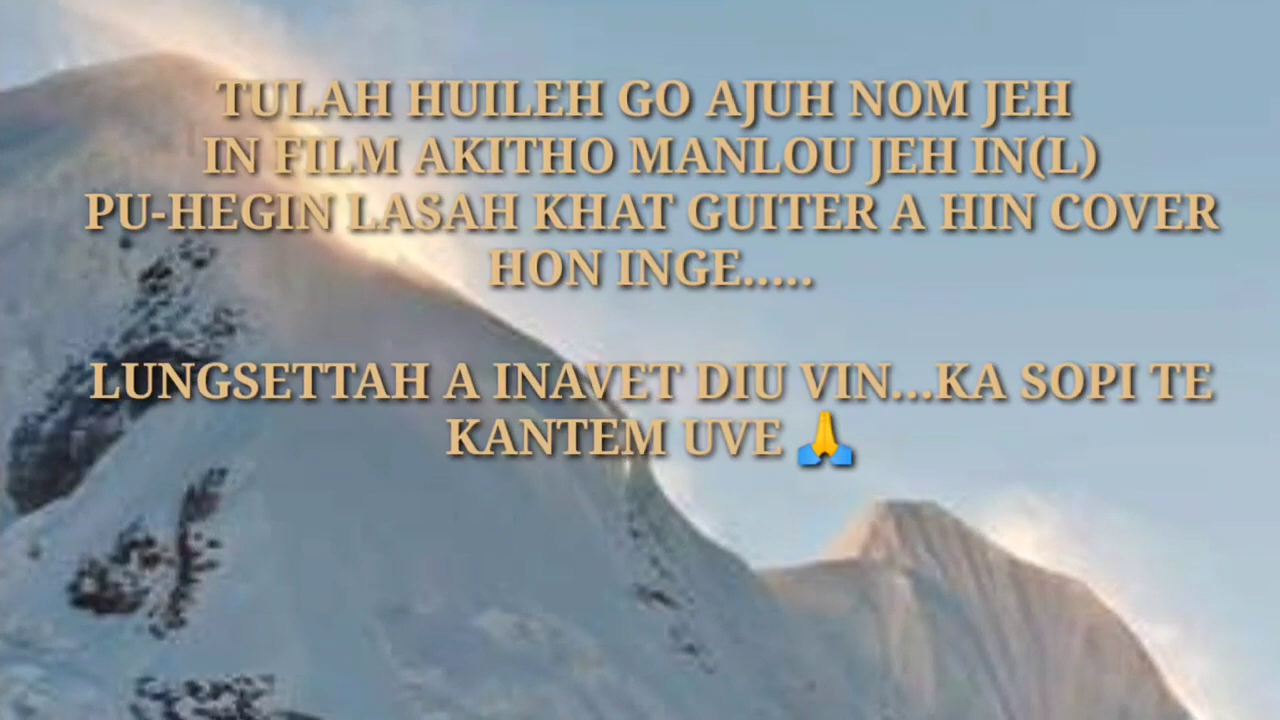 TULAH HUILEH GO AJUH NOM JEH
IN FILM AKITHO MANLOU JEH IN(L)
PU-HEGIN LASAH KHAT GUITER A HIN COVER
HON INGE.....
LUNGSETTAH A INAVET DIU VIN...KA SOPI TE
KANTEM UVE 🙏